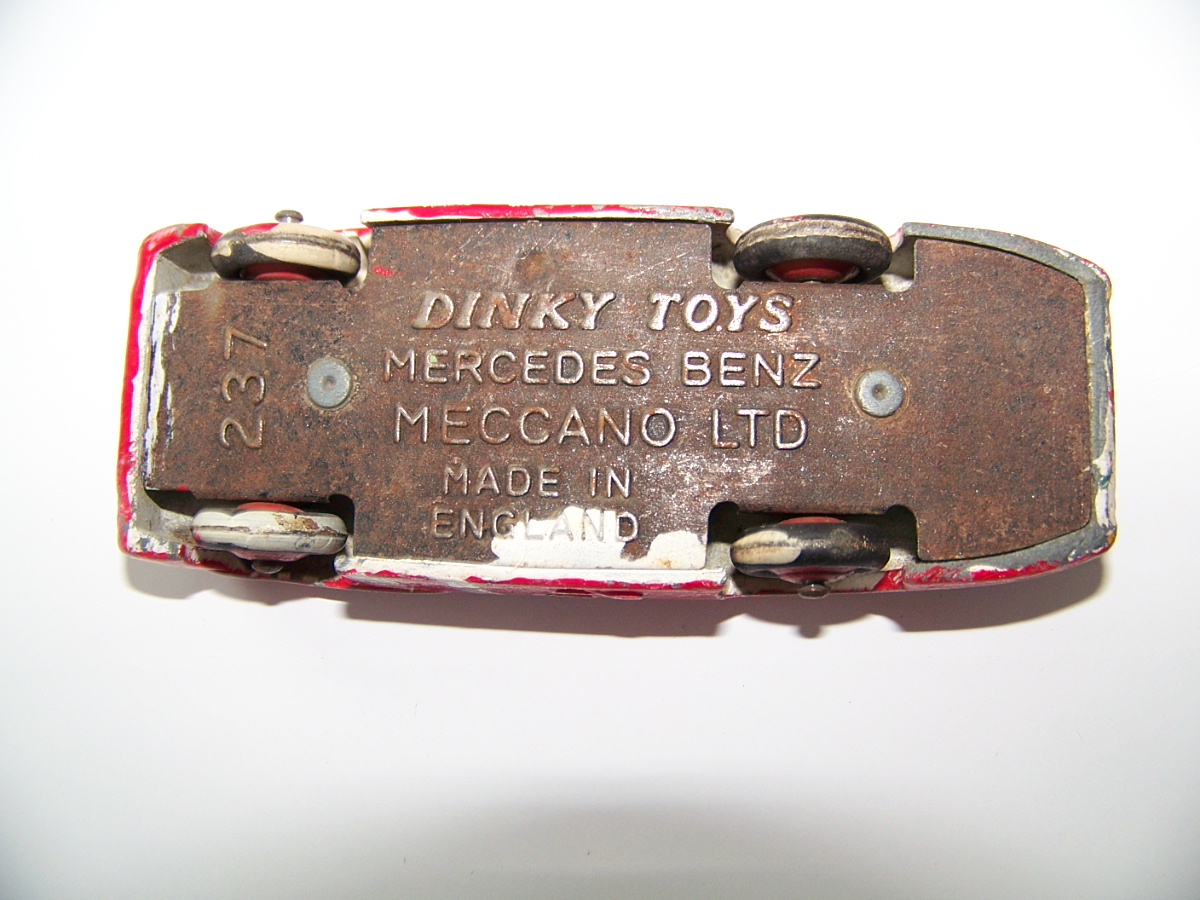 DINKY TOYS
MERCEDES BENZ
MECCANO LTD
MADE IN
ENGLAND
237